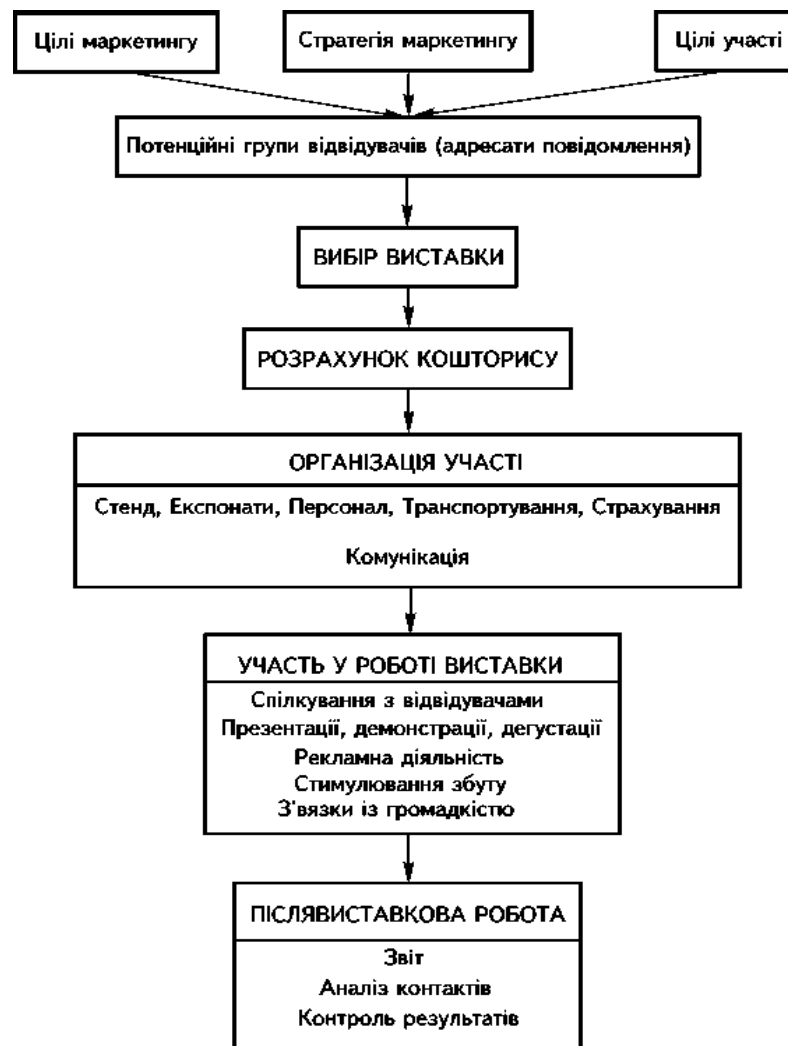 Цілі маркетингу
Стратегія маркетингу
Цілі участі
Потенційні групи відвідувачів (адресати повідомлення)
ВИБІР ВИСТАВКИ
РОЗРАХУНОК КОШТОРИСУ
ОРГАНІЗАЦІЯ УЧАСТІ
Стенд, Експонати, Персонал, Транспортування, Страхування
Комунікація
УЧАСТЬ У РОБОТІ ВИСТАВКИ
Спілкування з відвідувачами
Презентації, демонстрації, дегустації
Рекламна діяльність
Стимулювання збуту
З'вязки із громадкістю
ПІСЛЯВИСТАВКОВА РОБОТА
Звіт
Аналіз контактів
Контроль результатів